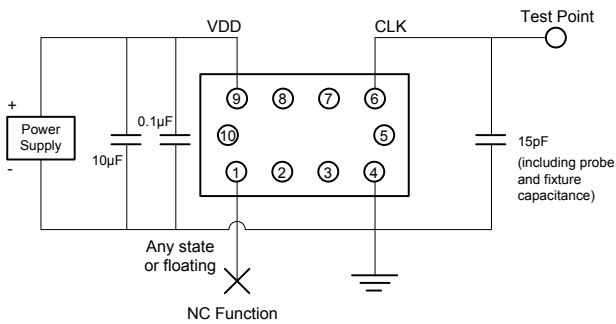 VDD
CLK
Test Point
+
Power
Supply
-
10µF
0.1µF
9
8
7
6
10
5
1
2
3
4
15pF
(including probe
and fixture
capacitance)
Any state
or floating
NC Function